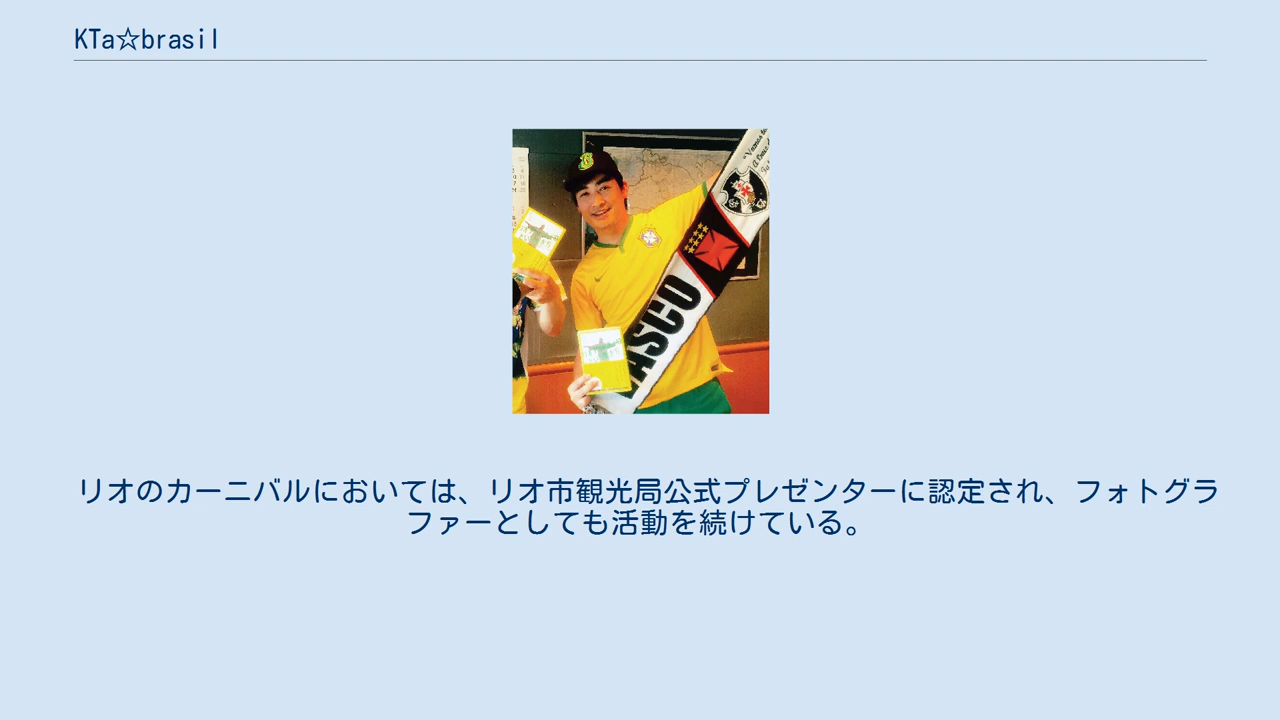 KTa☆brasil
VASCO
リオのカーニバルにおいては、リオ市観光局公式プレゼンターに認定され、フォトグラ
ファーとしても活動を続けている。